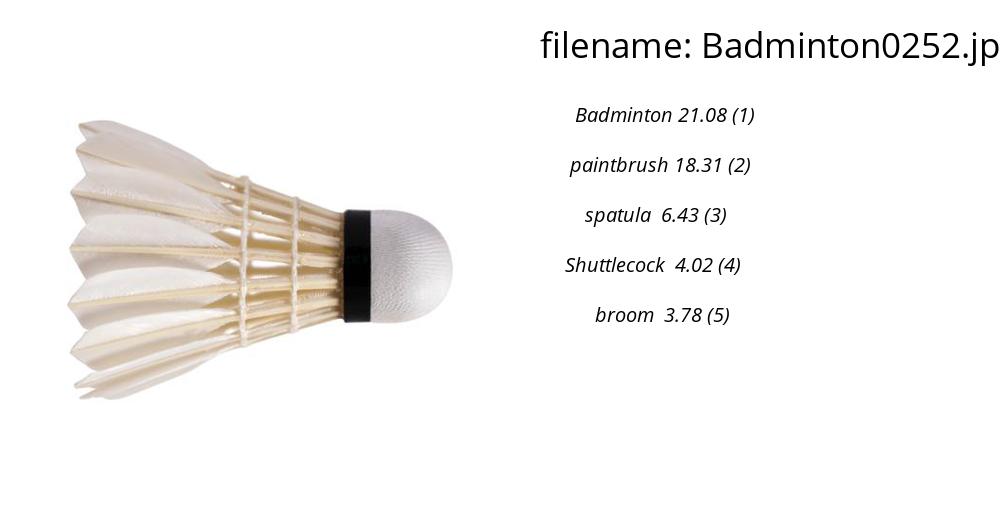 filename: Badminton0252.jp
Badminton 21.08 (1)
paintbrush 18.31 (2)
spatula 6.43 (3)
Shuttlecock 4.02 (4)
broom 3.78 (5)